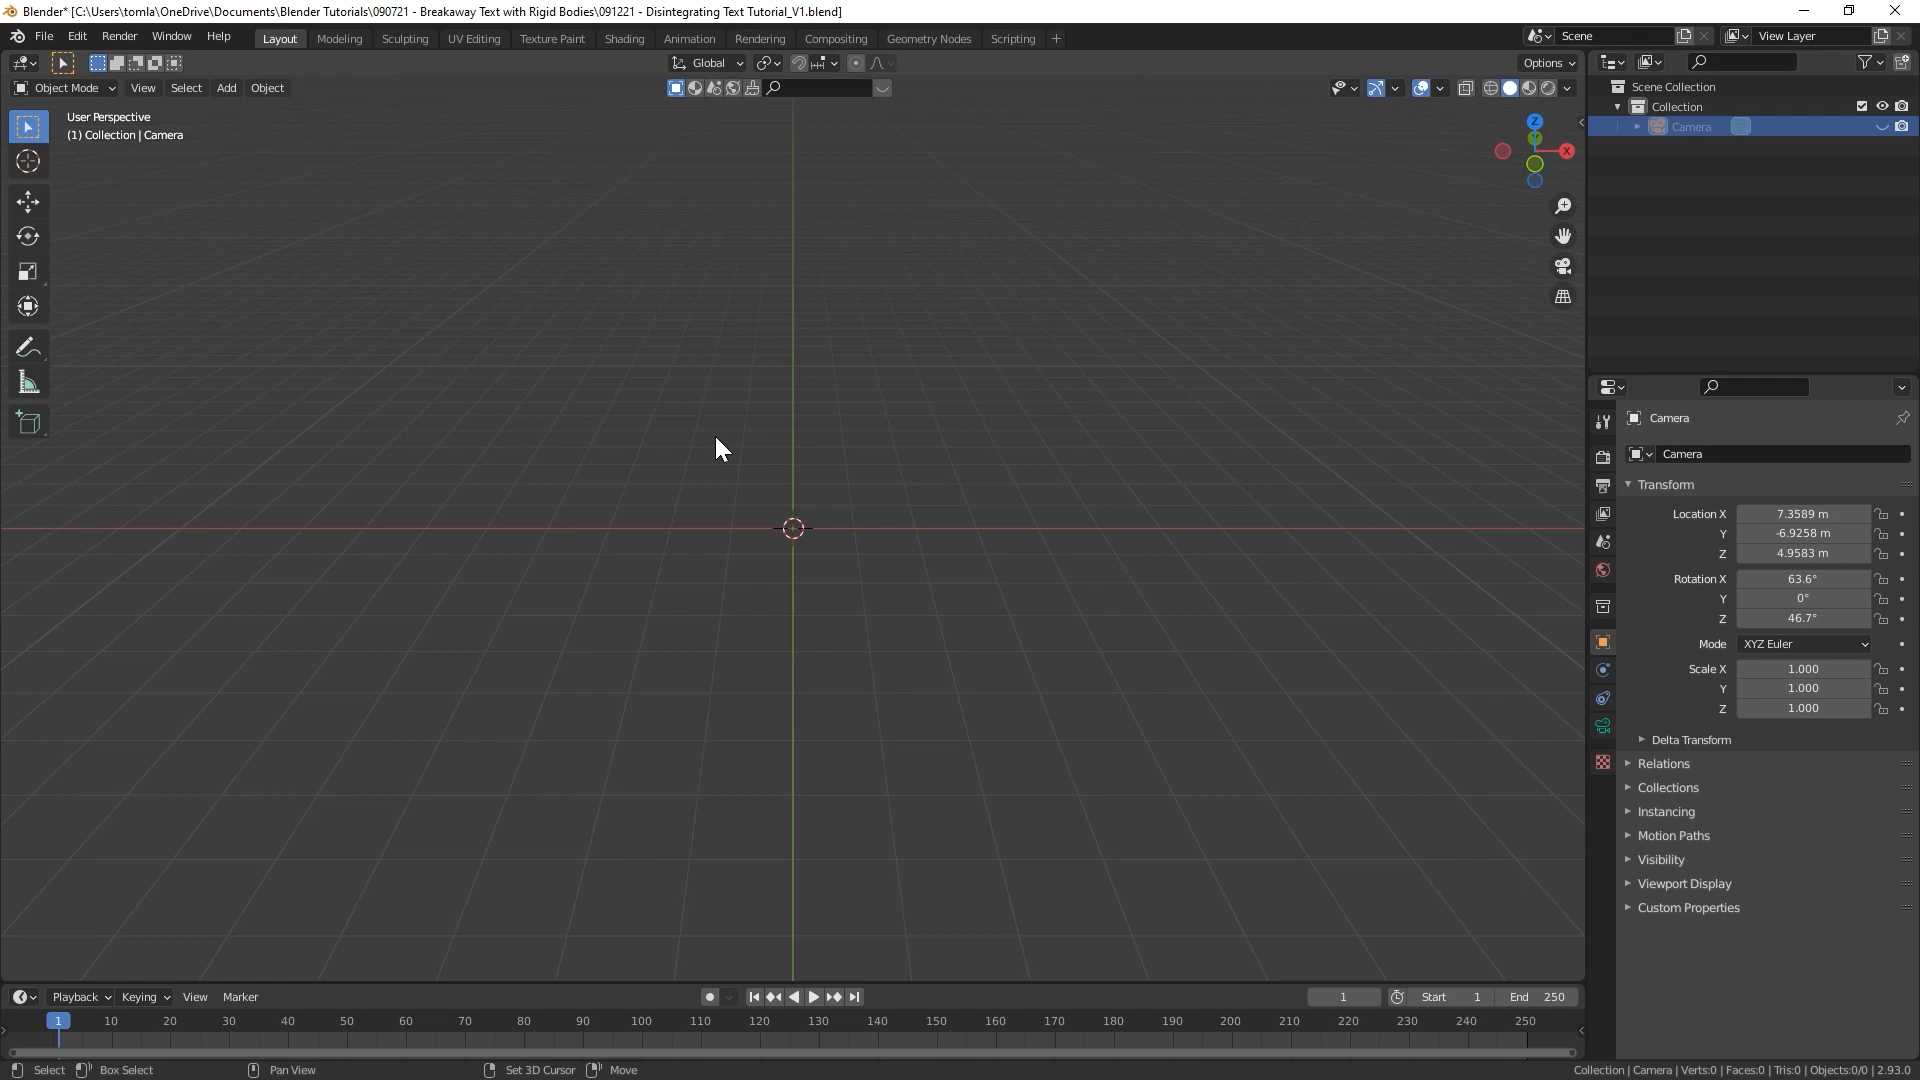 Blender* [C:\Users\tomla\OneDrive\Documents\Blender Tutorials\090721 - Breakaway Text with Rigid Bodies\091221 - Disintegrating Text Tutorial_V1.blend]
File Edit Render Window Help Layout Modeling Sculpting UV Editing Texture Paint Shading Animation Rendering Compositing Geometry Nodes Scripting + Scene View Layer
Global Options
Object Mode View Select Add Object
Scene Collection
Collection
Camera
User Perspective
(1) Collection | Camera
Z
Y
X
Camera
Camera
Transform
Location X 7.3589 m
Y -6.9258 m
Z 4.9583 m
Rotation X 63.6°
Y 0°
Z 46.7°
Mode XYZ Euler
Scale X 1.000
Y 1.000
Z 1.000
Delta Transform
Relations
Collections
Instancing
Motion Paths
Visibility
Viewport Display
Custom Properties
Playback Keying View Marker 1 Start 1 End 250
1 10 20 30 40 50 60 70 80 90 100 110 120 130 140 150 160 170 180 190 200 210 220 230 240 250
Select Box Select Pan View Set 3D Cursor Move Collection | Camera | Verts:0 | Faces:0 | Tris:0 | Objects:0/0 | 2.93.0